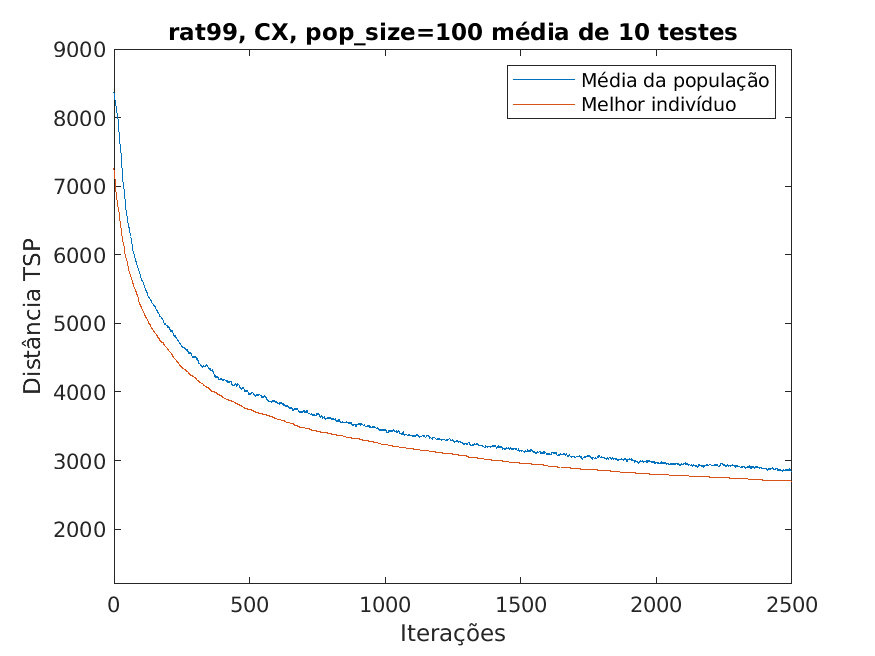 rat99, CX, pop_size=100 média de 10 testes
Média da população
Melhor indivíduo
Distância TSP
9000
8000
7000
6000
5000
4000
3000
2000
0 500 1000 1500 2000 2500
Iterações